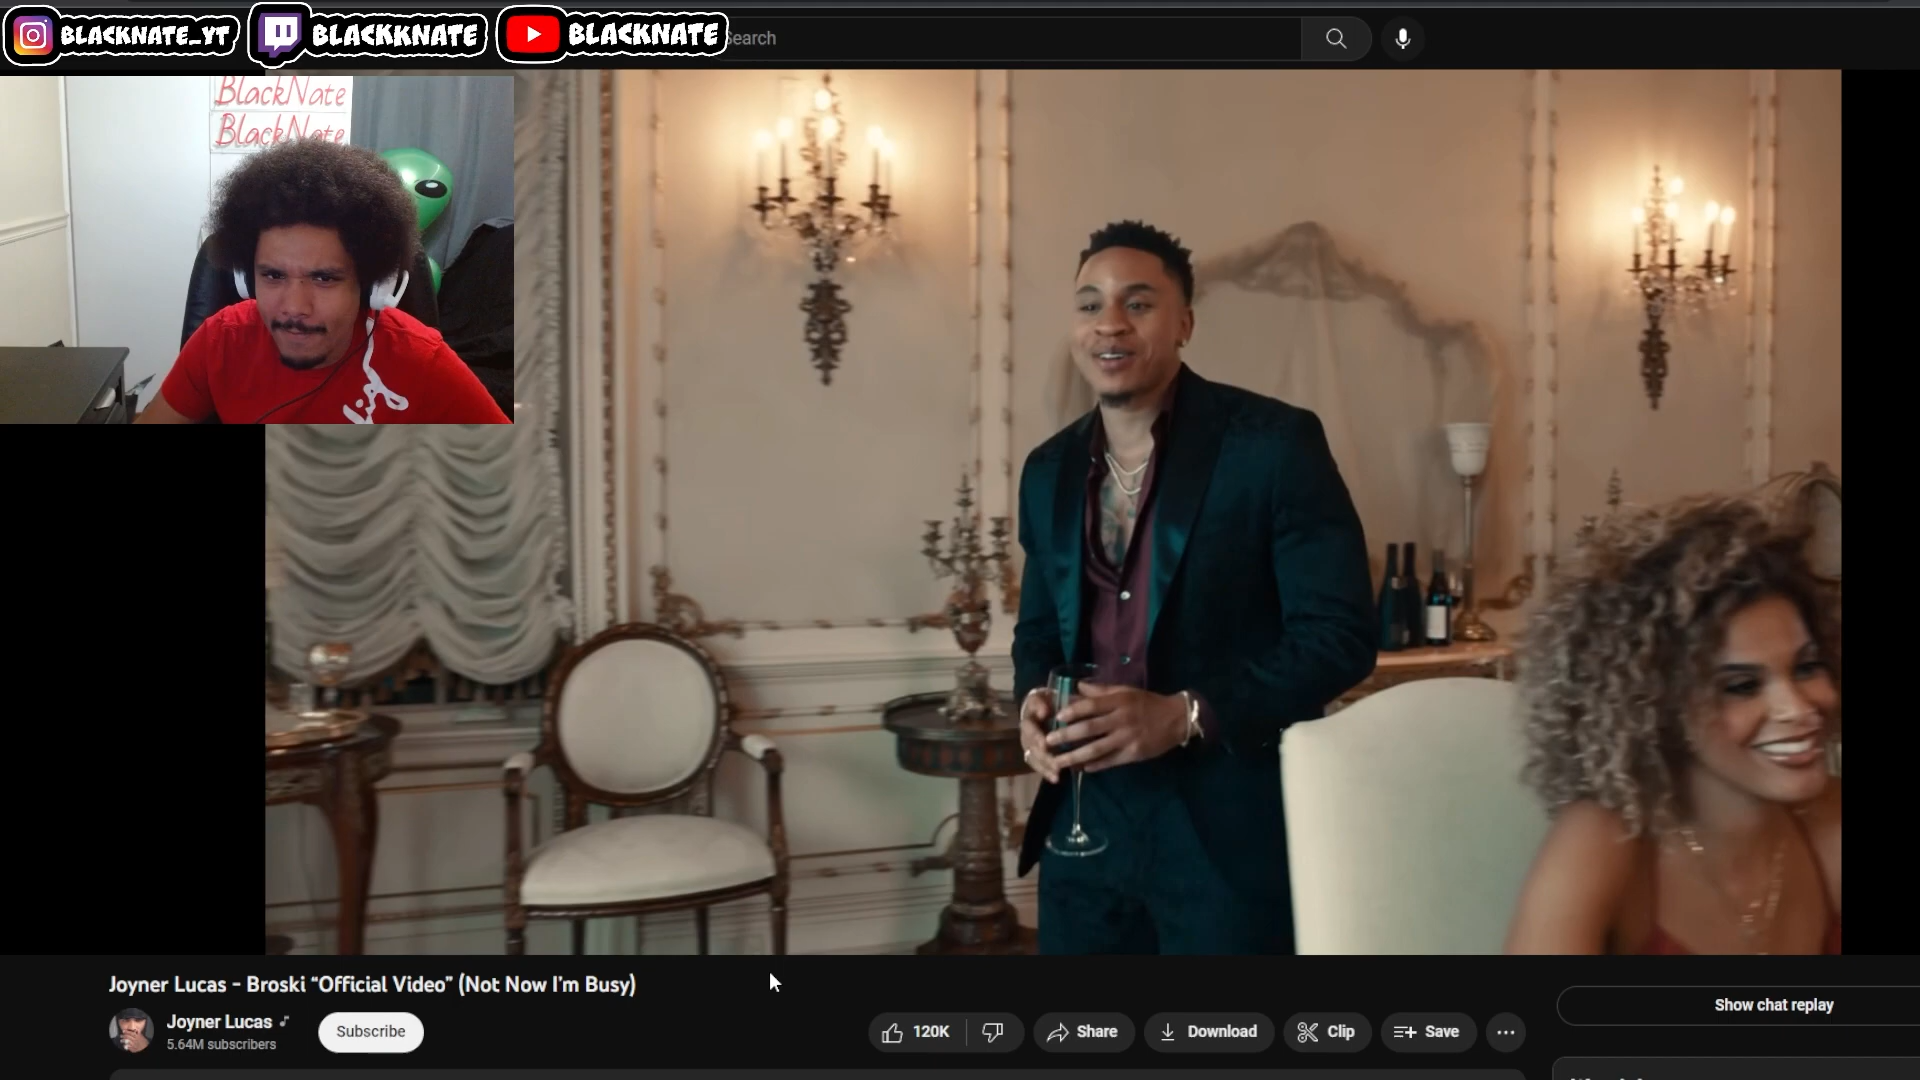 BLACKNATE_YT
BLACKKNATE
BLACKNATE
Search
BlackNate
BlackNate
Joyner Lucas - Broski “Official Video” (Not Now I'm Busy)
Joyner Lucas
5.64M subscribers
Subscribe
120K
Share
Download
Clip
Save
Show chat replay